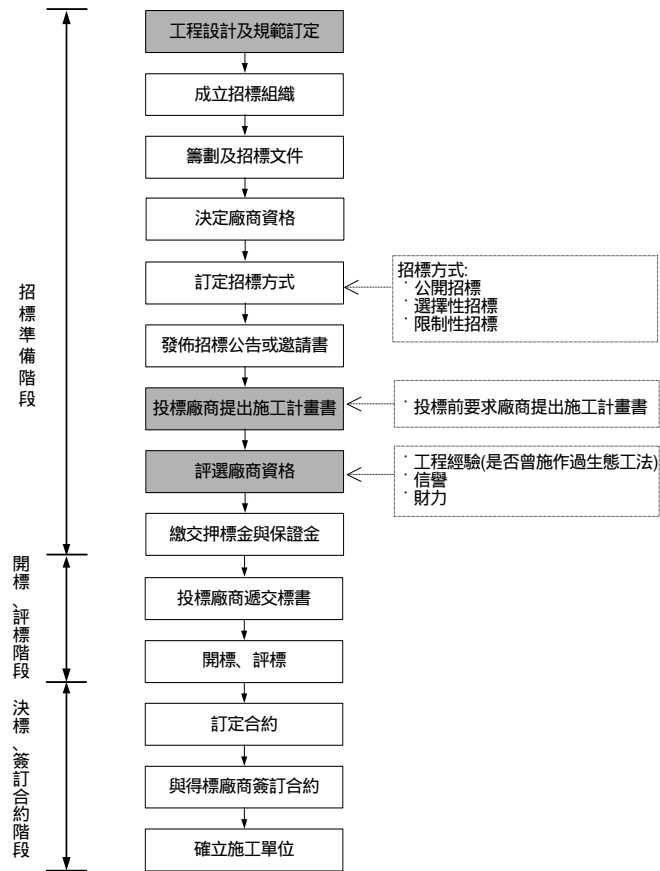 工程設計及規範訂定
成立招標組織
籌劃及招標文件
決定廠商資格
訂定招標方式
招標方式:
˙公開招標
˙選擇性招標
˙限制性招標
發佈招標公告或邀請書
投標廠商提出施工計畫書
˙投標前要求廠商提出施工計畫書
評選廠商資格
˙工程經驗(是否曾施作過生態工法)
˙信譽
˙財力
繳交押標金與保證金
招標準備階段
投標廠商遞交標書
開標、評標
開標、評標階段
訂定合約
與得標廠商簽訂合約
確立施工單位
決標、簽訂合約階段